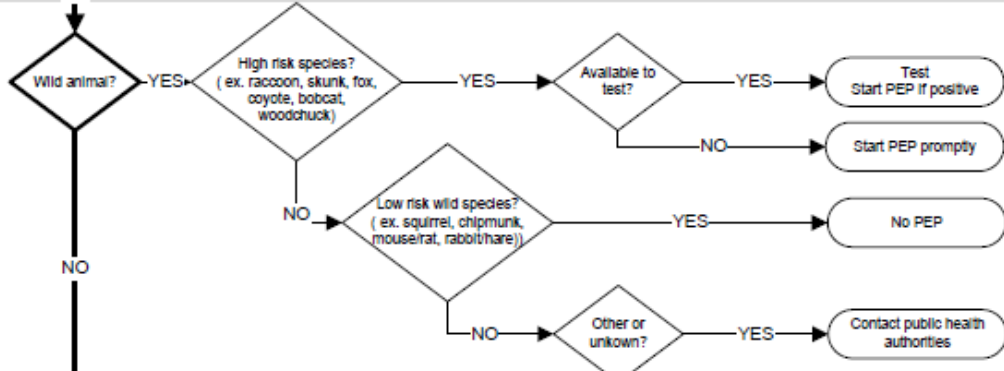 Wild animal?
YES
High risk species?
( ex. raccoon, skunk, fox,
coyote, bobcat,
woodchuck)
YES
Available to
test?
YES
Test
Start PEP if positive
NO
Start PEP promptly
NO
Low risk wild species?
( ex. squirrel, chipmunk,
mouse/rat, rabbit/hare))
YES
No PEP
NO
NO
Other or
unkown?
YES
Contact public health
authorities